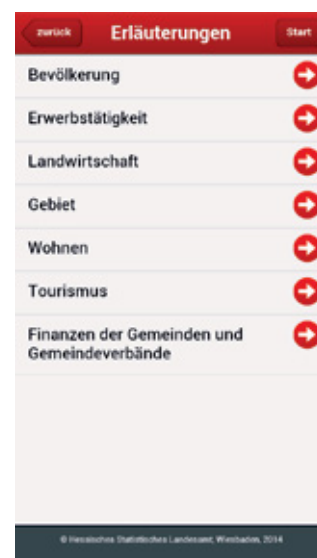 zurück Erläuterungen Start
Bevölkerung
Erwerbstätigkeit
Landwirtschaft
Gebiet
Wohnen
Tourismus
Finanzen der Gemeinden und
Gemeindeverbände
© Hessisches Statistisches Landesamt, Wiesbaden, 2014